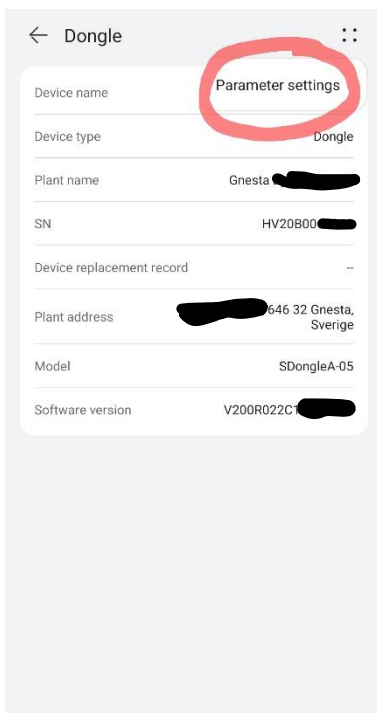 Dongle
Parameter settings
Device name
Device type Dongle
Plant name Gnesta
SN HV20B00
Device replacement record --
Plant address 646 32 Gnesta,
Sverige
Model SDongleA-05
Software version V200R022C1